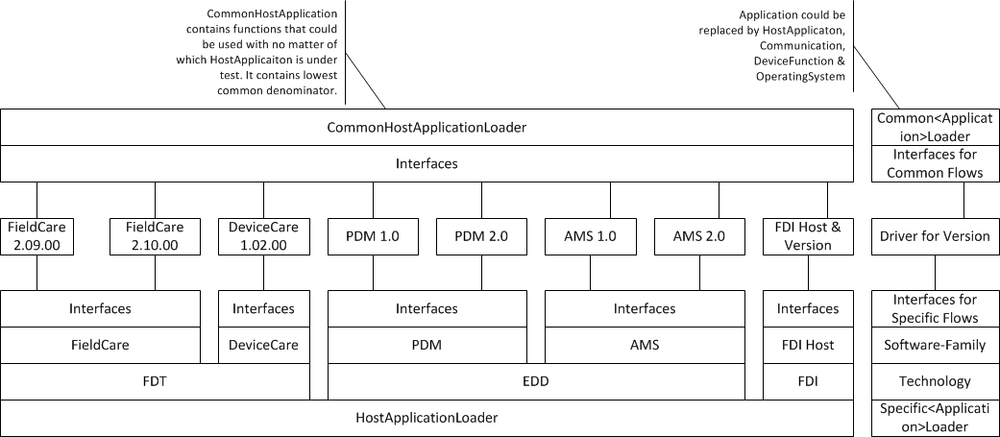 CommonHostApplication
contains functions that could
be used with no matter of
which HostApplicaiton is under
test. It contains lowest
common denominator.
Application could be
replaced by HostApplicaton,
Communication,
DeviceFunction &
OperatingSystem
CommonHostApplicationLoader
Common<Applicat
ion>Loader
Interfaces
Interfaces for
Common Flows
FieldCare
2.09.00
FieldCare
2.10.00
DeviceCare
1.02.00
PDM 1.0
PDM 2.0
AMS 1.0
AMS 2.0
FDI Host &
Version
Driver for Version
Interfaces
Interfaces
Interfaces
Interfaces
Interfaces
Interfaces for
Specific Flows
FieldCare
DeviceCare
PDM
AMS
FDI Host
Software-Family
FDT
EDD
FDI
Technology
HostApplicationLoader
Specific<Applicati
on>Loader